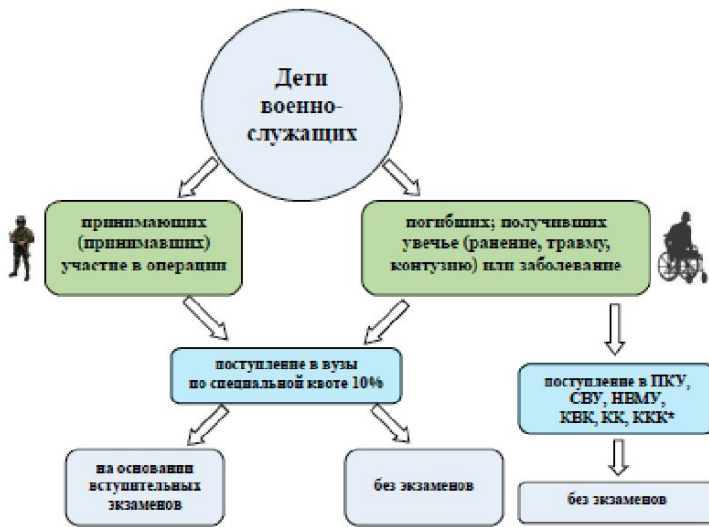 Дети
военно-
служащих
принимающих
(принимавших)
участие в операции
погибших; получивших
увечье (ранение, травму,
контузию) или заболевание
поступление в вузы
по специальной квоте 10%
поступление в ПКУ,
СВУ, НВМУ,
КВК, КК, ККК*
на основании
вступительных
экзаменов
без экзаменов
без экзаменов